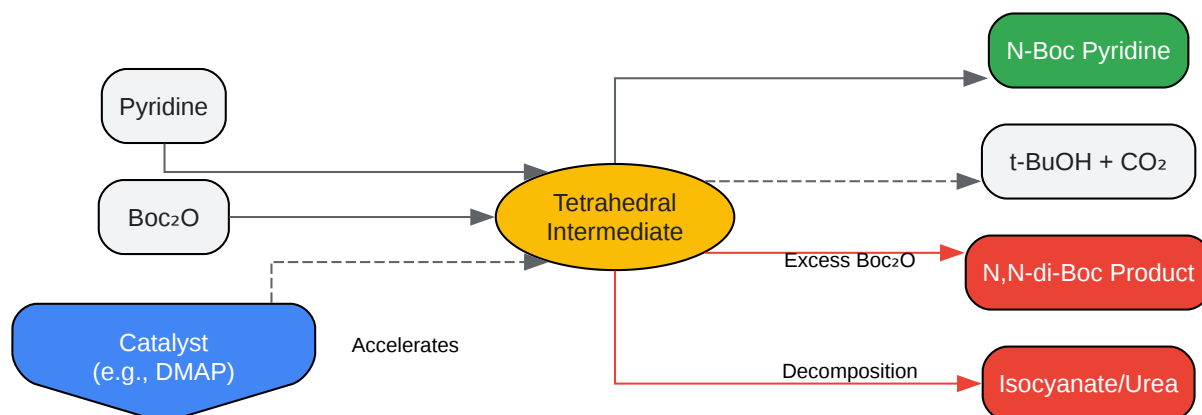 N-Boc Pyridine
Pyridine
t-BuOH + CO₂
Boc₂O
Tetrahedral
Intermediate
Excess Boc₂O
N,N-di-Boc Product
Catalyst
(e.g., DMAP)
Accelerates
Decomposition
Isocyanate/Urea